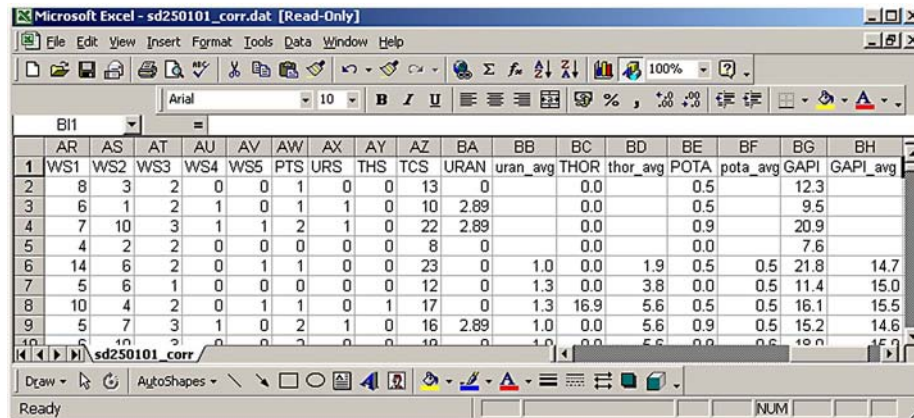 Microsoft Excel - sd250101_corr.dat [Read-Only]
File Edit View Insert Format Tools Data Window Help
100%
Arial 10 B I U
BI1 =
AR AS AT AU AV AW AX AY AZ BA BB BC BD BE BF BG BH
1 WS1 WS2 WS3 WS4 WS5 PTS URS THS TCS URAN uran_avg THOR thor_avg POTA pota_avg GAPI GAPI_avg
2 8 3 2 0 0 1 0 0 13 0 0.0 0.5 12.3
3 6 1 2 1 0 1 1 0 10 2.89 0.0 0.5 9.5
4 7 10 3 1 1 2 1 0 22 2.89 0.0 0.9 20.9
5 4 2 2 0 0 0 0 0 8 0 0.0 0.0 7.6
6 14 6 2 0 1 1 0 0 23 0 1.0 0.0 1.9 0.5 0.5 21.8 14.7
7 5 6 1 0 0 0 0 0 12 0 1.3 0.0 3.8 0.0 0.5 11.4 15.0
8 10 4 2 0 1 1 0 1 17 0 1.3 16.9 5.6 0.5 0.5 16.1 15.5
9 5 7 3 1 0 2 1 0 16 2.89 1.0 0.0 5.6 0.9 0.5 15.2 14.6
sd250101_corr
Draw AutoShapes
Ready NUM